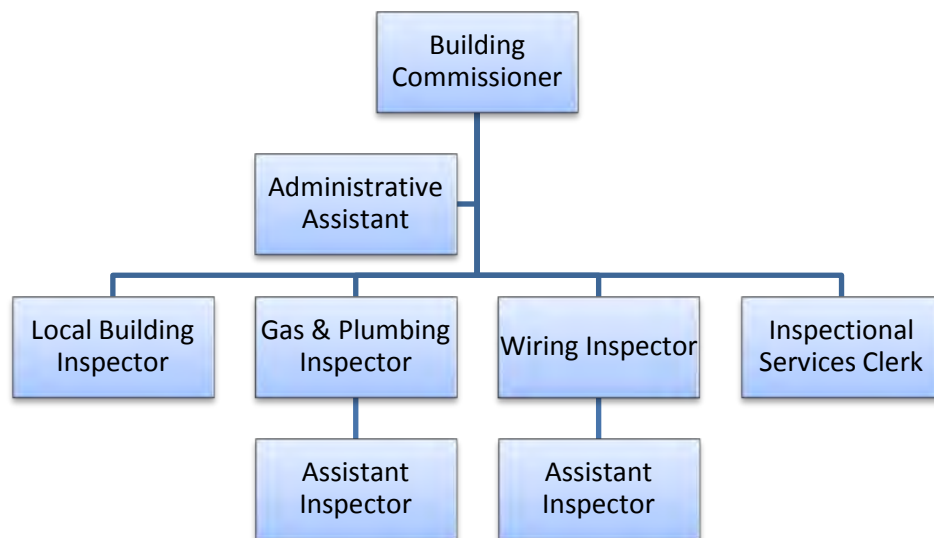 Building
Commissioner
Administrative
Assistant
Local Building
Inspector
Gas & Plumbing
Inspector
Wiring Inspector
Inspectional
Services Clerk
Assistant
Inspector
Assistant
Inspector